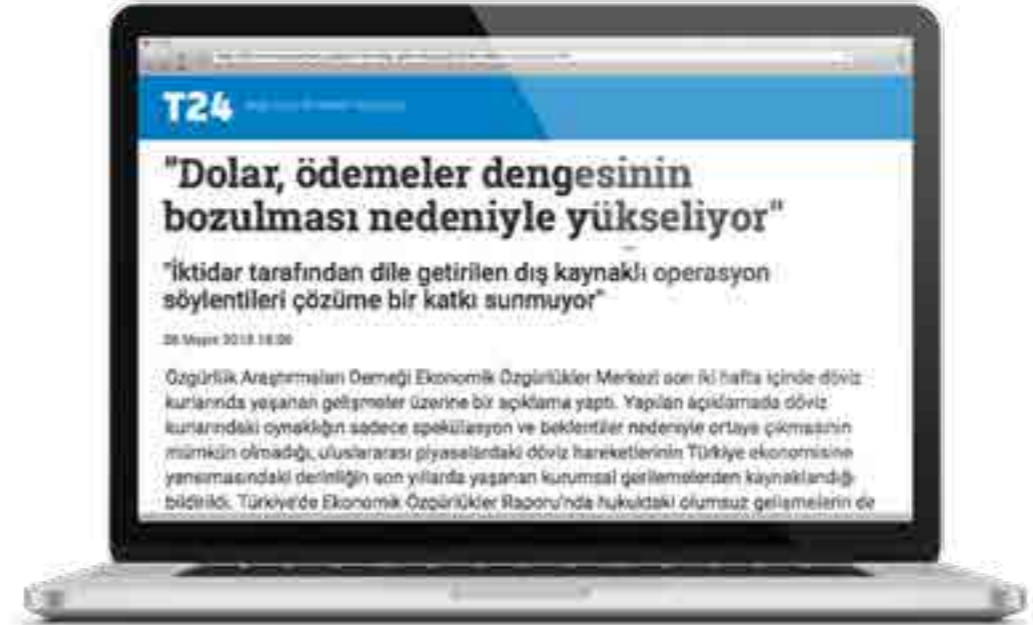 T24
"Dolar, ödemeler dengesinin
bozulması nedeniyle yükseliyor"
"İktidar tarafından dile getirilen dış kaynaklı operasyon
söylentileri çözüme bir katkı sunmuyor"
Özgürlük Araştırmaları Derneği Ekonomik Özgürlükler Merkezi son iki hafta içinde döviz
kurlarında yaşanan gelişmeler üzerine bir açıklama yaptı. Yapılan açıklamada döviz
kurlarındaki oynaklığın sadece spekülasyon ve beklentiler nedeniyle ortaya çıkmasının
mümkün olmadığı, uluslararası piyasalardaki döviz hareketlerinin Türkiye ekonomisine
yansımasındaki derinliğin son yıllarda yaşanan kurumsal gerilemelerden kaynaklandığı
bildirildi. Türkiye'de Ekonomik Özgürlükler Raporu'nda hukuktaki olumsuz gelişmelerin de